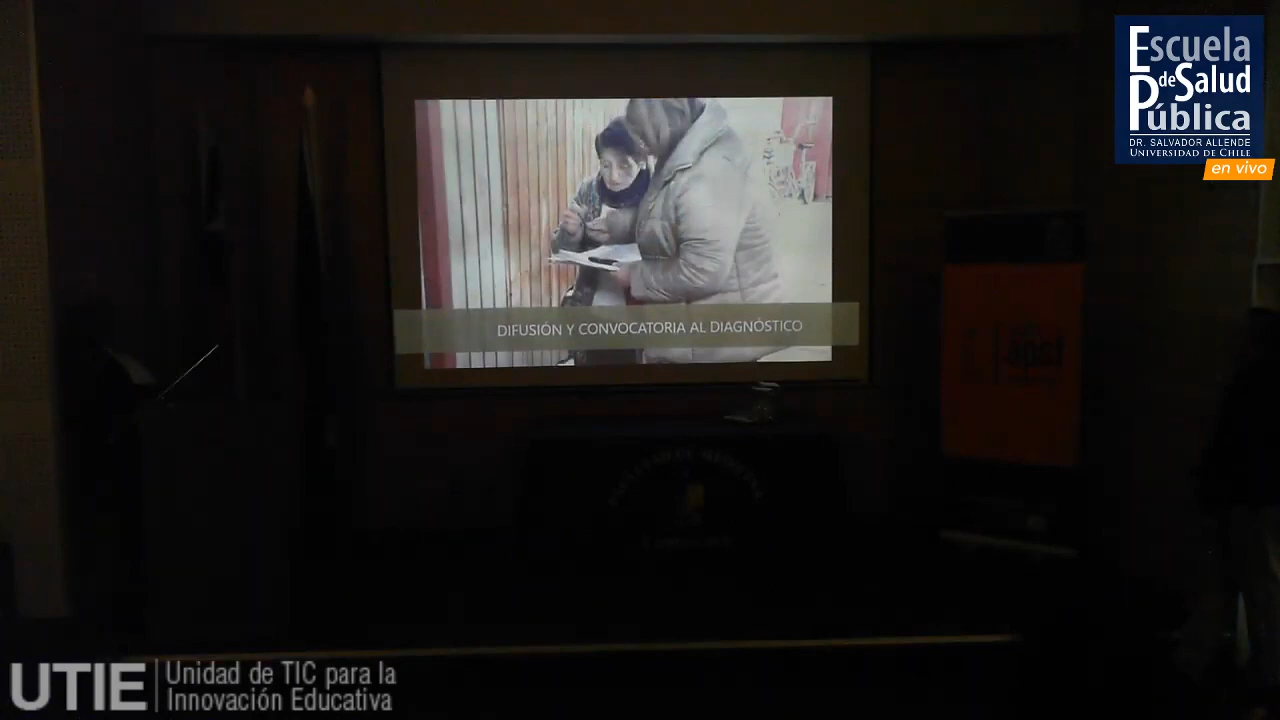 Escuela
de Salud
Pública
DR. SALVADOR ALLENDE
UNIVERSIDAD DE CHILE
en vivo
DIFUSIÓN Y CONVOCATORIA AL DIAGNÓSTICO
UTIE
Unidad de TIC para la
Innovación Educativa